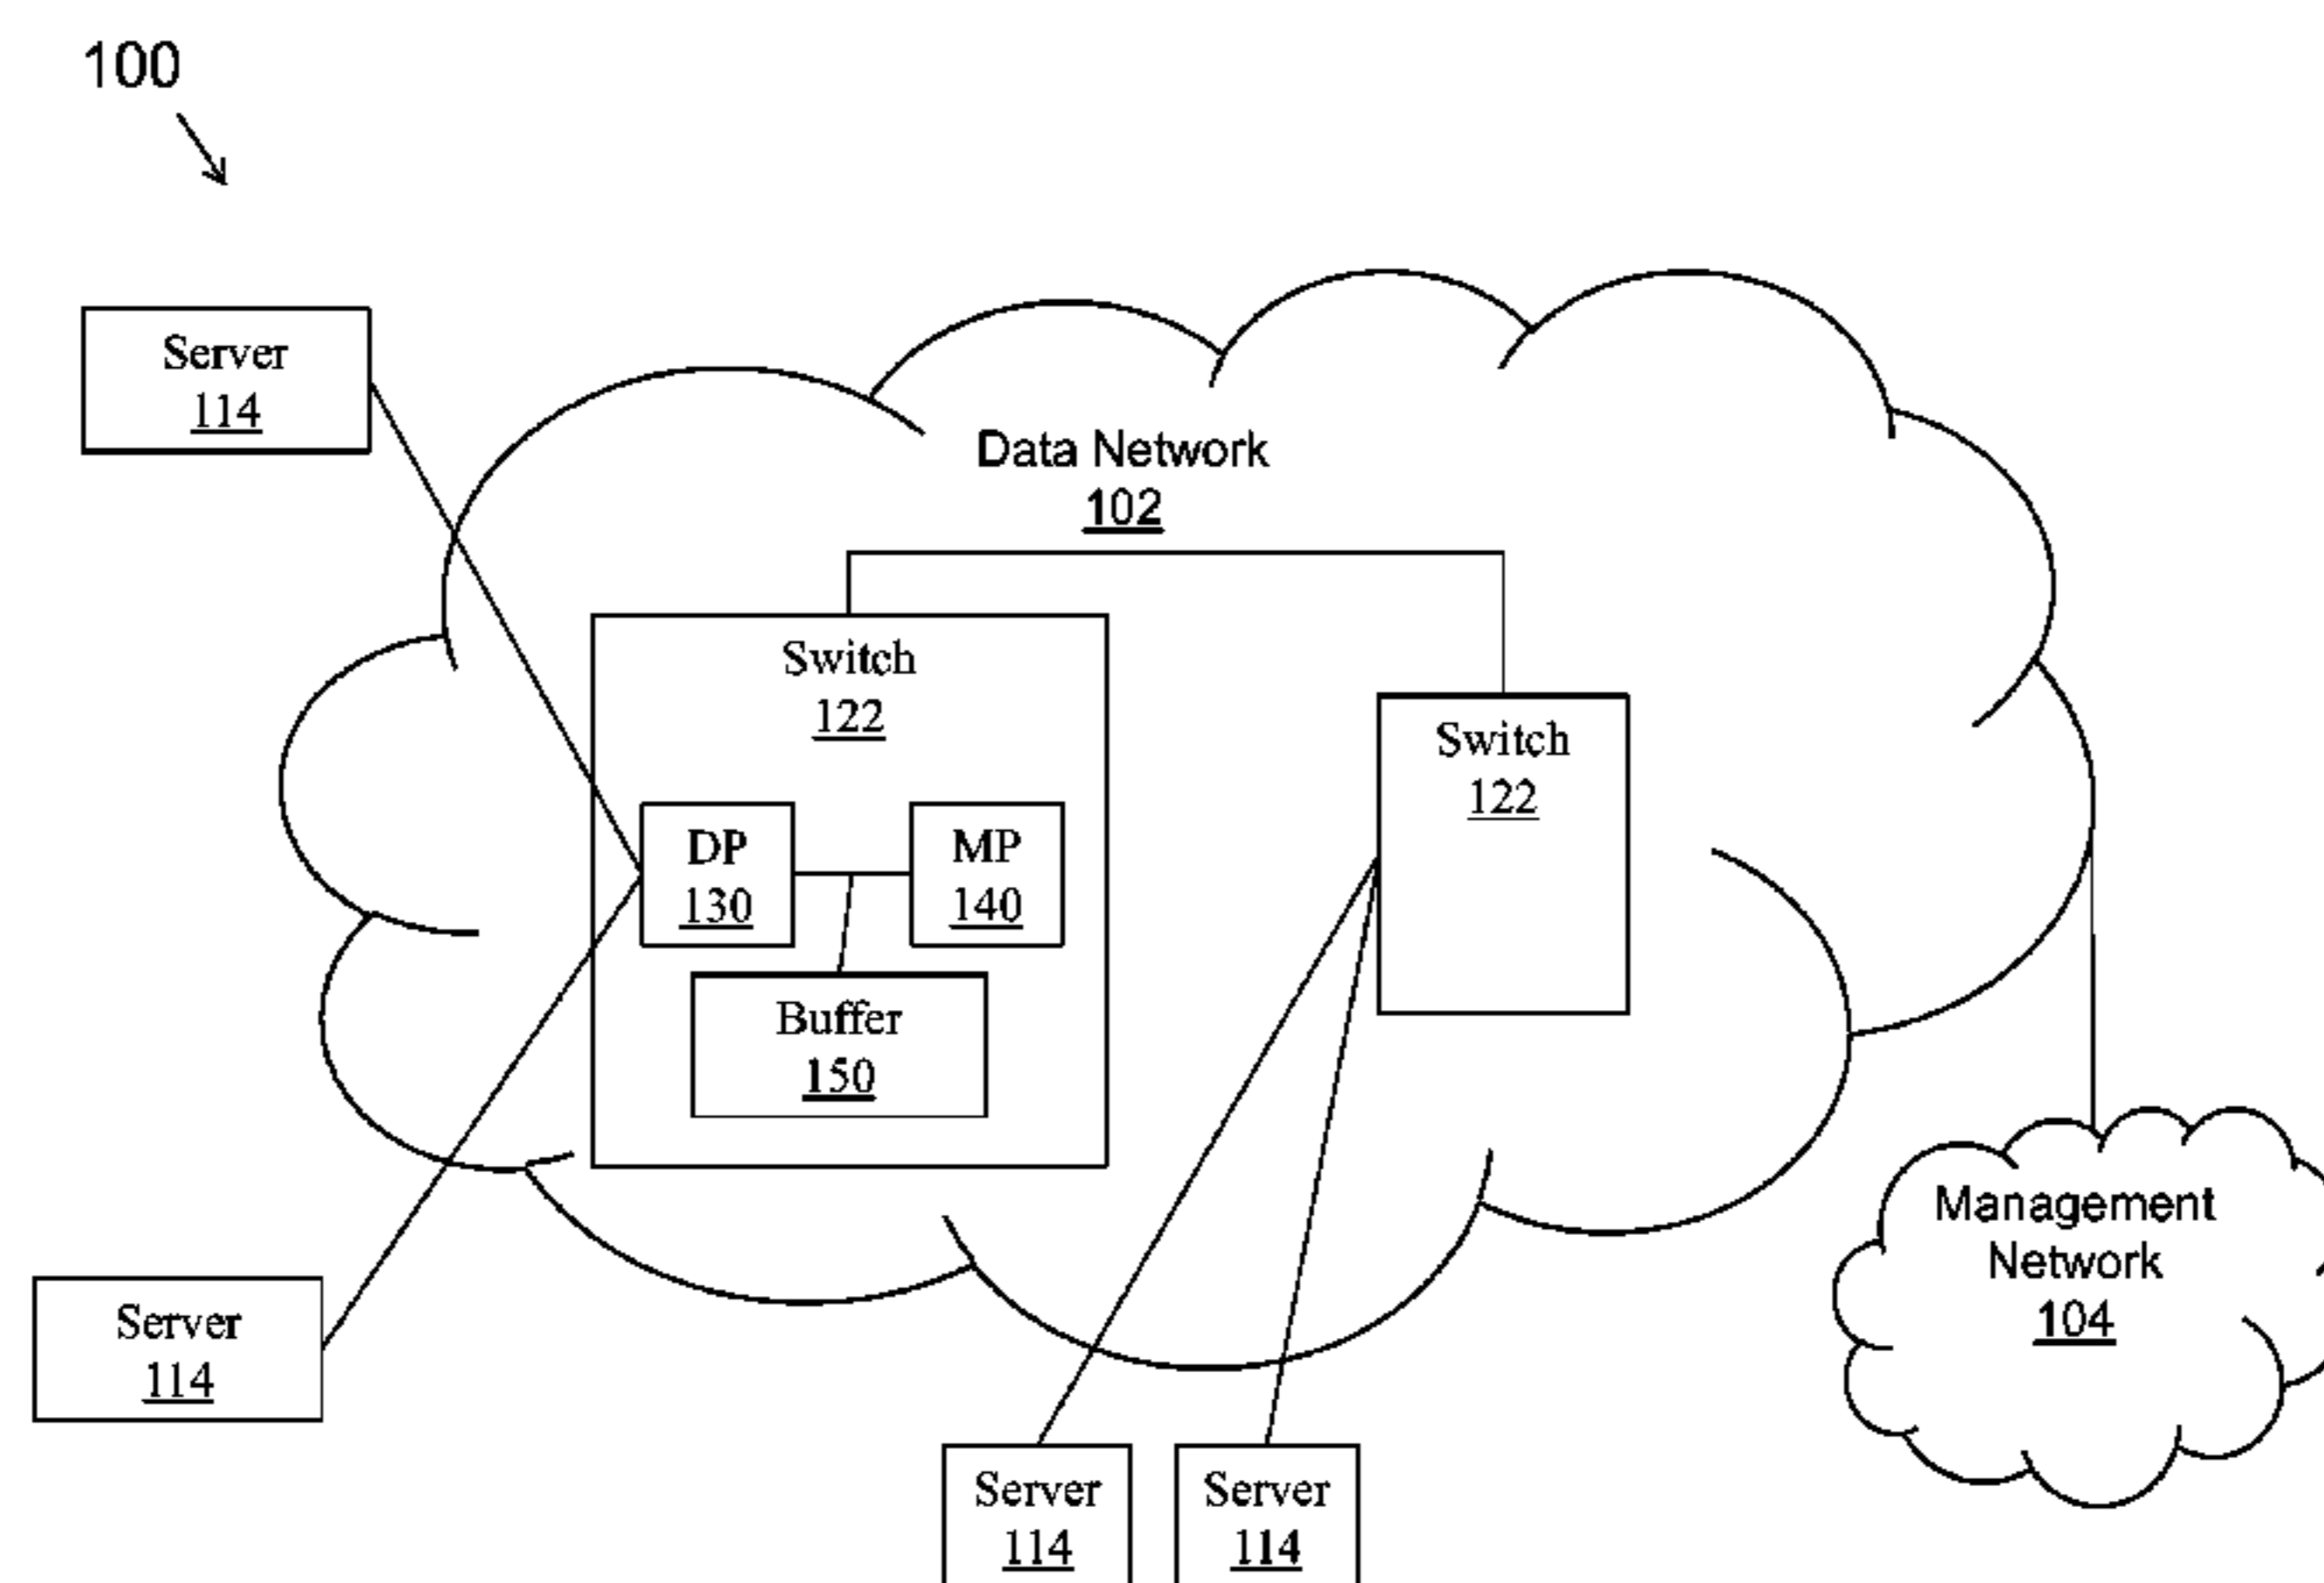 100
Server
114
Data Network
102
Switch
122
Switch
122
DP
130
MP
140
Buffer
150
Management
Network
104
Server
114
Server
114
Server
114